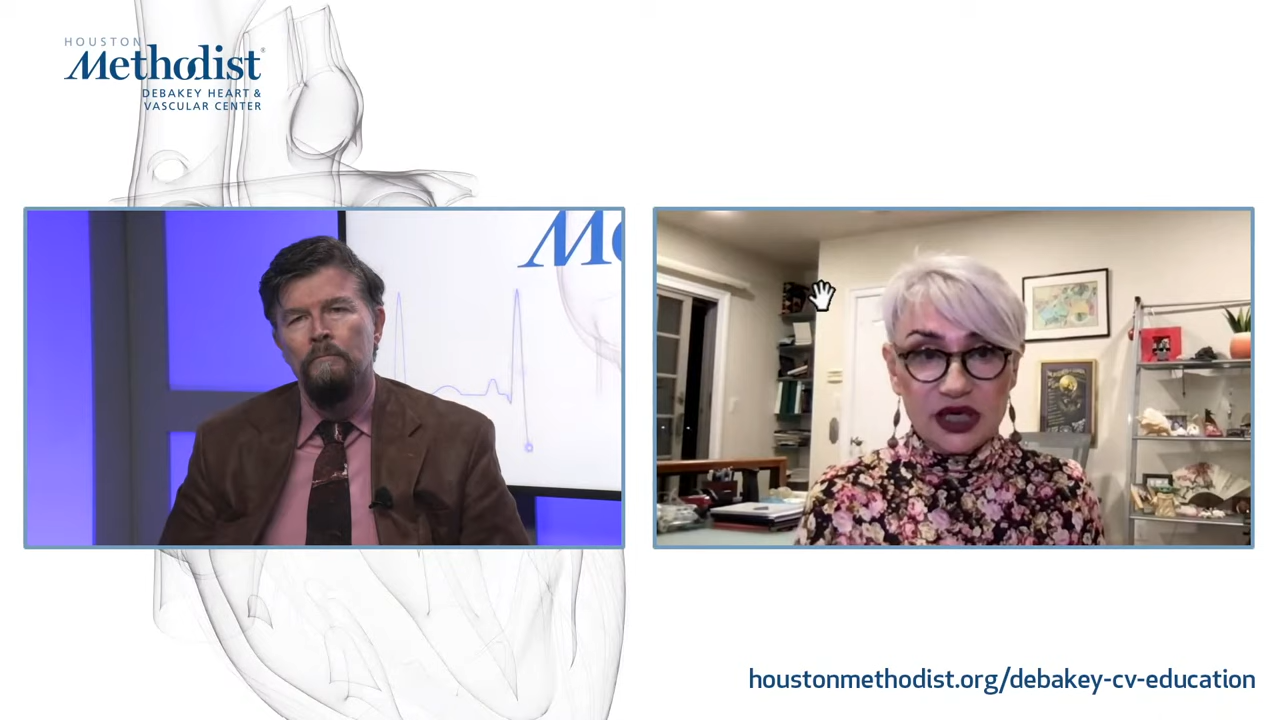 HOUSTON
Methodist®
DEBAKEY HEART &
VASCULAR CENTER
houstonmethodist.org/debakey-cv-education